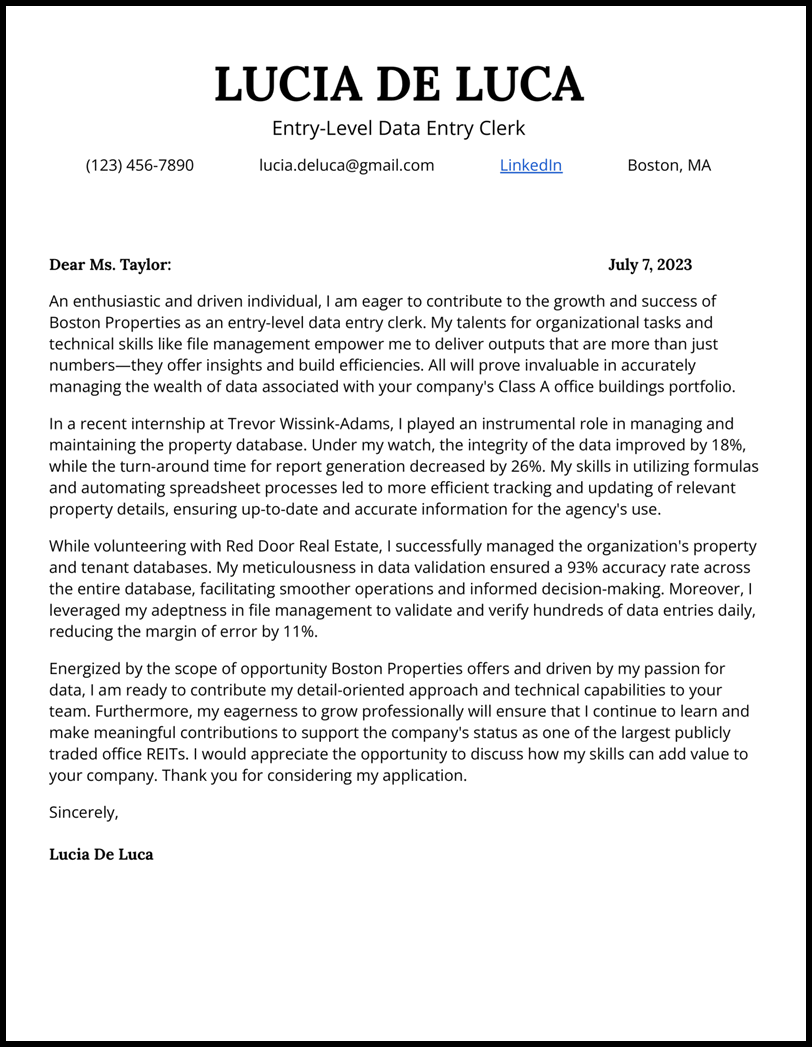 LUCIA DE LUCA
Entry-Level Data Entry Clerk
(123) 456-7890 lucia.deluca@gmail.com LinkedIn Boston, MA
Dear Ms. Taylor: July 7, 2023
An enthusiastic and driven individual, I am eager to contribute to the growth and success of
Boston Properties as an entry-level data entry clerk. My talents for organizational tasks and
technical skills like file management empower me to deliver outputs that are more than just
numbers—they offer insights and build efficiencies. All will prove invaluable in accurately
managing the wealth of data associated with your company's Class A office buildings portfolio.
In a recent internship at Trevor Wissink-Adams, I played an instrumental role in managing and
maintaining the property database. Under my watch, the integrity of the data improved by 18%,
while the turn-around time for report generation decreased by 26%. My skills in utilizing formulas
and automating spreadsheet processes led to more efficient tracking and updating of relevant
property details, ensuring up-to-date and accurate information for the agency's use.
While volunteering with Red Door Real Estate, I successfully managed the organization's property
and tenant databases. My meticulousness in data validation ensured a 93% accuracy rate across
the entire database, facilitating smoother operations and informed decision-making. Moreover, I
leveraged my adeptness in file management to validate and verify hundreds of data entries daily,
reducing the margin of error by 11%.
Energized by the scope of opportunity Boston Properties offers and driven by my passion for
data, I am ready to contribute my detail-oriented approach and technical capabilities to your
team. Furthermore, my eagerness to grow professionally will ensure that I continue to learn and
make meaningful contributions to support the company's status as one of the largest publicly
traded office REITs. I would appreciate the opportunity to discuss how my skills can add value to
your company. Thank you for considering my application.
Sincerely,
Lucia De Luca